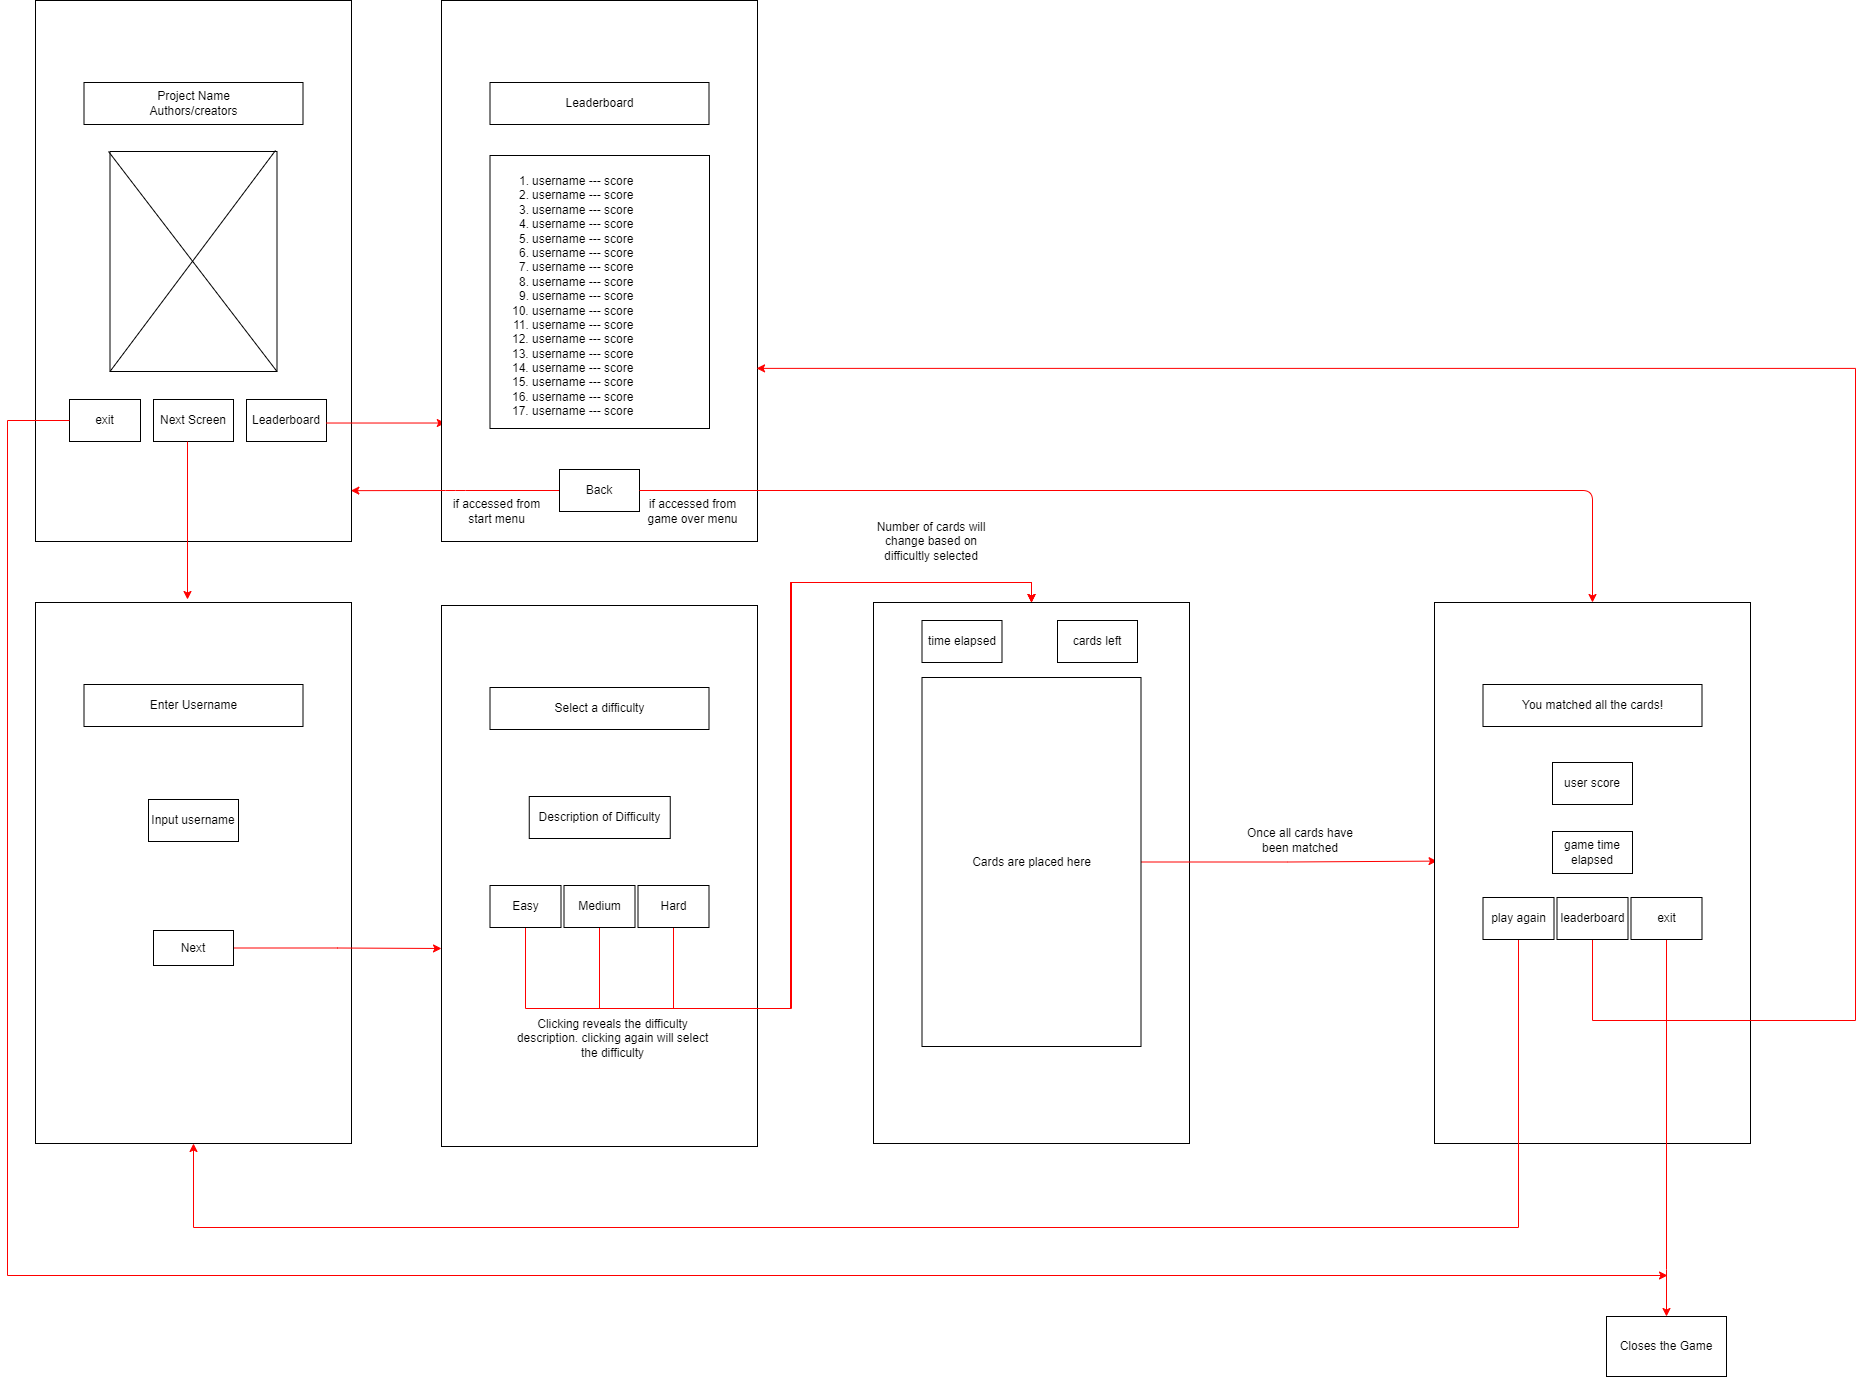 Project Name
Authors/creators
exit
Next Screen
Leaderboard
Leaderboard
1. username --- score
2. username --- score
3. username --- score
4. username --- score
5. username --- score
6. username --- score
7. username --- score
8. username --- score
9. username --- score
10. username --- score
11. username --- score
12. username --- score
13. username --- score
14. username --- score
15. username --- score
16. username --- score
17. username --- score
Back
if accessed from
start menu
if accessed from
game over menu
Enter Username
Input username
Next
Select a difficulty
Description of Difficulty
Easy
Medium
Hard
Clicking reveals the difficulty
description. clicking again will select
the difficulty
Number of cards will
change based on
difficultly selected
time elapsed
cards left
Cards are placed here
Once all cards have
been matched
You matched all the cards!
user score
game time
elapsed
play again
leaderboard
exit
Closes the Game